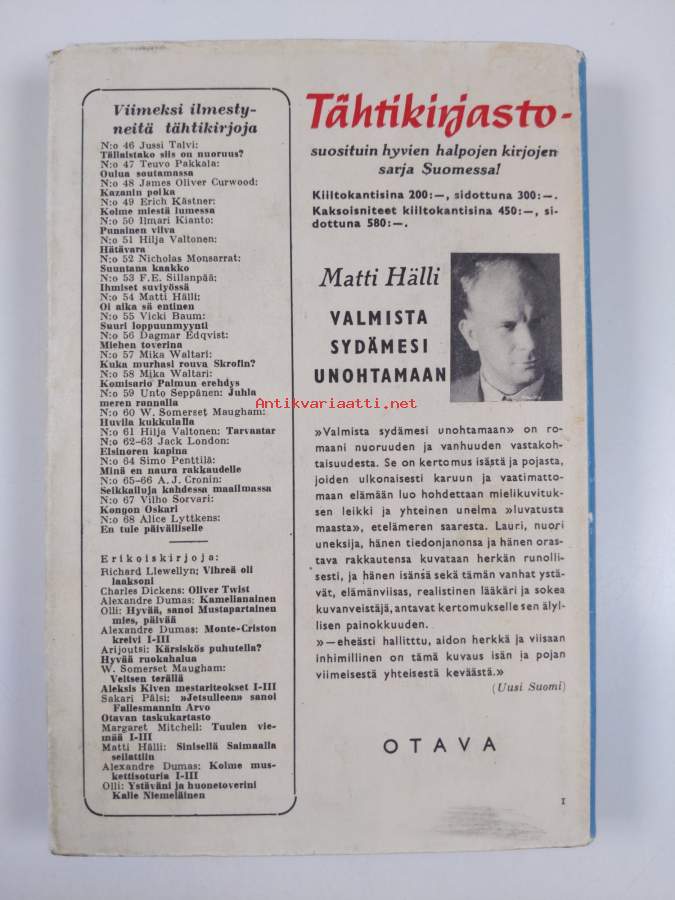 Viimeksi ilmesty-
neitä tähtikirjoja
N:o 46 Jussi Talvi:
Tällaistako siis on nuoruus?
N:o 47 Teuvo Pakkala:
Oulua soutamassa
N:o 48 James Oliver Curwood:
Kazanin poika
N:o 49 Erich Kästner:
Kolme miestä lumessa
N:o 50 Ilmari Kianto:
Punainen viiva
N:o 51 Hilja Valtonen:
Hätävara
N:o 52 Nicholas Monsarrat:
Suuntana kaakko
N:o 53 F.E. Sillanpää:
Ihmiset suviyössä
N:o 54 Matti Hälli:
Oi aika sä entinen
N:o 55 Vicki Baum:
Suuri loppuunmyynti
N:o 56 Dagmar Edqvist:
Miehen toverina
N:o 57 Mika Waltari:
Kuka murhasi rouva Skrofin?
N:o 58 Mika Waltari:
Komisario Palmun erehdys
N:o 59 Unto Seppänen: Juhla
meren rannalla
N:o 60 W. Somerset Maugham:
Huvila kukkulalla
N:o 61 Hilja Valtonen: Tarvaatar
N:o 62-63 Jack London:
Elsinoren kapina
N:o 64 Simo Penttilä:
Minä en naura rakkaudelle
N:o 65-66 A. J. Cronin:
Seikkailuja kahdessa maailmassa
N:o 67 Vilho Sorvari:
Kongon Oskari
N:o 68 Alice Lyttkens:
En tule päivälliselle
Erikoiskirjoja:
Richard Llewellyn: Vihreä oli
laaksoni
Charles Dickens: Oliver Twist
Alexandre Dumas: Kamelianainen
Olli: Hyvää, sanoi Mustapartainen
mies, päivää
Alexandre Dumas: Monte-Criston
kreivi I-III
Arijoutsi: Kärsiskös puhutella?
Hyvää ruokahalua
W. Somerset Maugham:
Veitsen terällä
Aleksis Kiven mestariteokset I-III
Sakari Pälsi: »Jetsulleen» sanoi
Fallesmannin Arvo
Otavan taskukartasto
Margaret Mitchell: Tuulen vie-
mää I-III
Matti Hälli: Sinisellä Saimaalla
seilattiin
Alexandre Dumas: Kolme mus-
kettisoturia I-III
Olli: Ystäväni ja huonetoverini
Kalle Niemeläinen
Tähtikirjasto-
suosituin hyvien halpojen kirjojen
sarja Suomessa!
Kiiltokantisina 200:—, sidottuna 300:—.
Kaksoisniteet kiiltokantisina 450:—, si-
dottuna 580:—.
Matti Hälli
VALMISTA
SYDÄMESI
UNOHTAMAAN
Antikvariaatti.net
»Valmista sydämesi unohtamaan» on ro-
maani nuoruuden ja vanhuuden vastakoh-
taisuudesta. Se on kertomus isästä ja pojasta,
joiden ulkonaisesti karuun ja vaatimatto-
maan elämään luo hohdettaan mielikuvituk-
sen leikki ja yhteinen unelma »luvatusta
maasta», etelämeren saaresta. Lauri, nuori
uneksija, hänen tiedonjanonsa ja hänen oras-
tava rakkautensa kuvataan herkän runolli-
sesti, ja hänen isänsä sekä tämän vanhat ystä-
vät, elämänviisas, realistinen lääkäri ja sokea
kuvanveistäjä, antavat kertomukselle sen älyl-
lisen painokkuuden.
»—eheästi hallitttu, aidon herkkä ja viisaan
inhimillinen on tämä kuvaus isän ja pojan
viimeisestä yhteisestä keväästä.»
(Uusi Suomi)
OTAVA
I